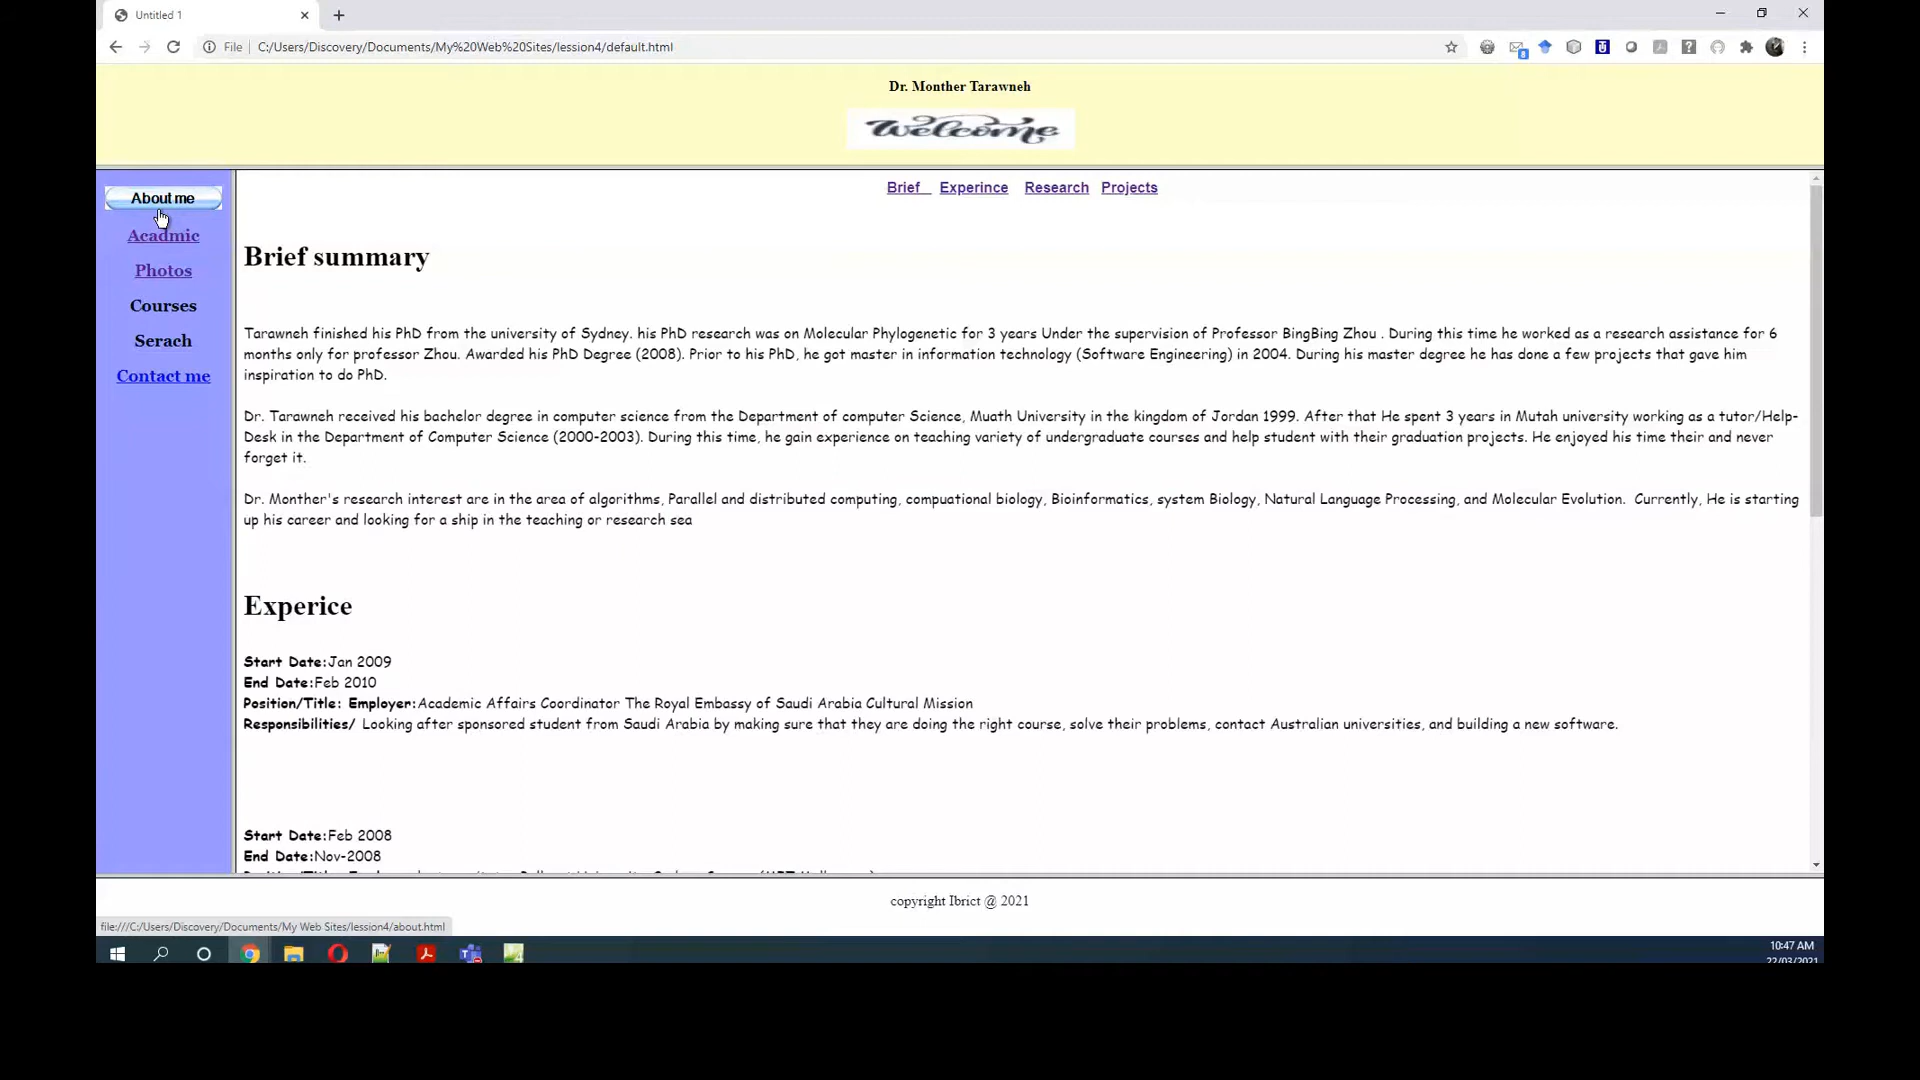 Untitled 1
File
C:/Users/Discovery/Documents/My%20Web%20Sites/lession4/default.html
Dr. Monther Tarawneh
Welcome
About me
Acadmic
Photos
Courses
Serach
Contact me
Brief   Experince   Research   Projects
Brief summary
Tarawneh finished his PhD from the university of Sydney. his PhD research was on Molecular Phylogenetic for 3 years Under the supervision of Professor BingBing Zhou . During this time he worked as a research assistance for 6
months only for professor Zhou. Awarded his PhD Degree (2008). Prior to his PhD, he got master in information technology (Software Engineering) in 2004. During his master degree he has done a few projects that gave him
inspiration to do PhD.
Dr. Tarawneh received his bachelor degree in computer science from the Department of computer Science, Muath University in the kingdom of Jordan 1999. After that He spent 3 years in Mutah university working as a tutor/Help-
Desk in the Department of Computer Science (2000-2003). During this time, he gain experience on teaching variety of undergraduate courses and help student with their graduation projects. He enjoyed his time their and never
forget it.
Dr. Monther's research interest are in the area of algorithms, Parallel and distributed computing, compuational biology, Bioinformatics, system Biology, Natural Language Processing, and Molecular Evolution.  Currently, He is starting
up his career and looking for a ship in the teaching or research sea
Experice
Start Date:Jan 2009
End Date:Feb 2010
Position/Title: Employer:Academic Affairs Coordinator The Royal Embassy of Saudi Arabia Cultural Mission
Responsibilities/ Looking after sponsored student from Saudi Arabia by making sure that they are doing the right course, solve their problems, contact Australian universities, and building a new software.
Start Date:Feb 2008
End Date:Nov-2008
copyright Ibrict @ 2021
file:///C:/Users/Discovery/Documents/My Web Sites/lession4/about.html
10:47 AM
22/03/2021